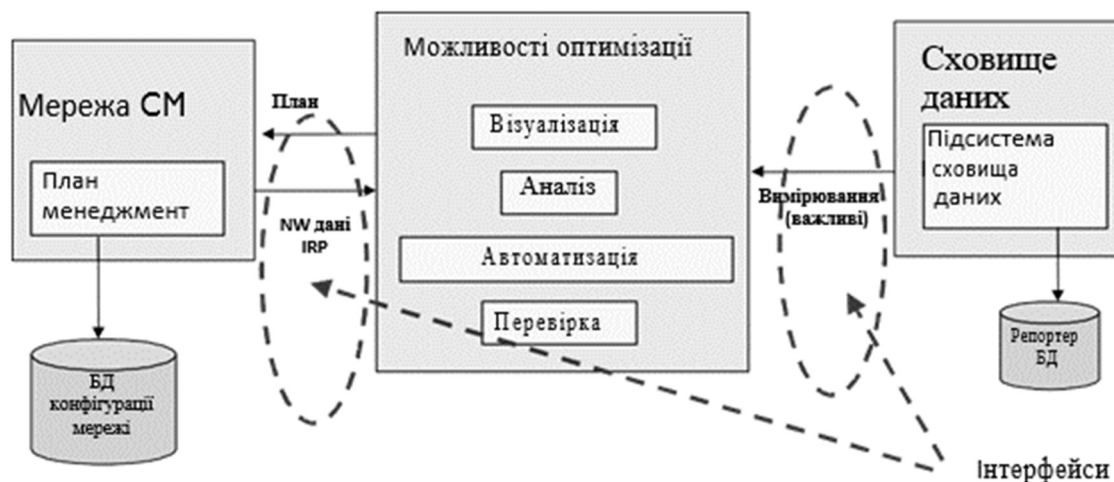 Мережа СМ
План
менеджмент
БД
конфігурації
мережі
План
NW дані
IRP
Можливості оптимізації
Візуалізація
Аналіз
Автоматизація
Перевірка
Вимірювання
(важливі)
Сховище
даних
Підсистема
сховища
даних
Репортер
БД
Інтерфейси